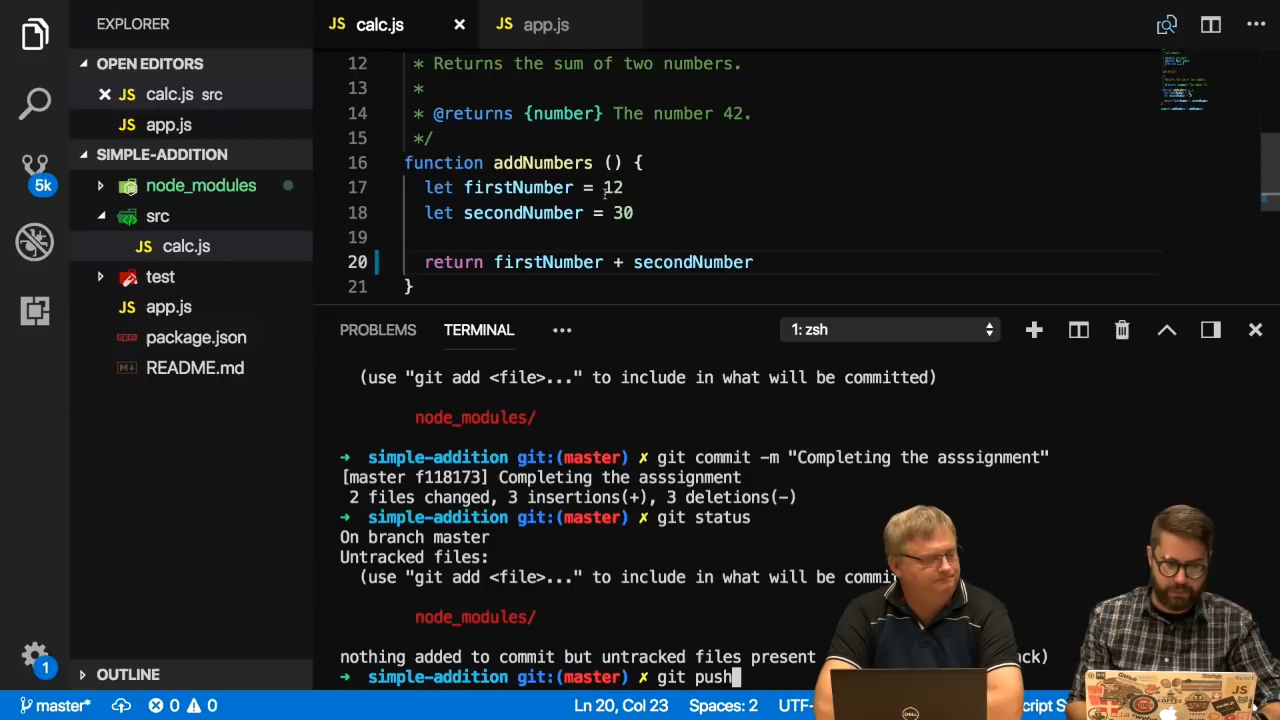 EXPLORER
JS calc.js
JS app.js
OPEN EDITORS
JS calc.js src
JS app.js
SIMPLE-ADDITION
node_modules
src
JS calc.js
test
JS app.js
package.json
README.md
OUTLINE
5k
1
12 * Returns the sum of two numbers.
13 *
14 * @returns {number} The number 42.
15 */
16 function addNumbers () {
17 let firstNumber = 12
18 let secondNumber = 30
19
20 return firstNumber + secondNumber
21 }
PROBLEMS TERMINAL ••• 1: zsh
(use "git add <file>..." to include in what will be committed)
node_modules/
➜ simple-addition git:(master) ✗ git commit -m "Completing the asssignment"
[master f118173] Completing the asssignment
2 files changed, 3 insertions(+), 3 deletions(-)
➜ simple-addition git:(master) ✗ git status
On branch master
Untracked files:
(use "git add <file>..." to include in what will be commi
node_modules/
nothing added to commit but untracked files present ck)
➜ simple-addition git:(master) ✗ git push
master* 0 0 Ln 20, Col 23 Spaces: 2 UTF- Script S
DELL
JS